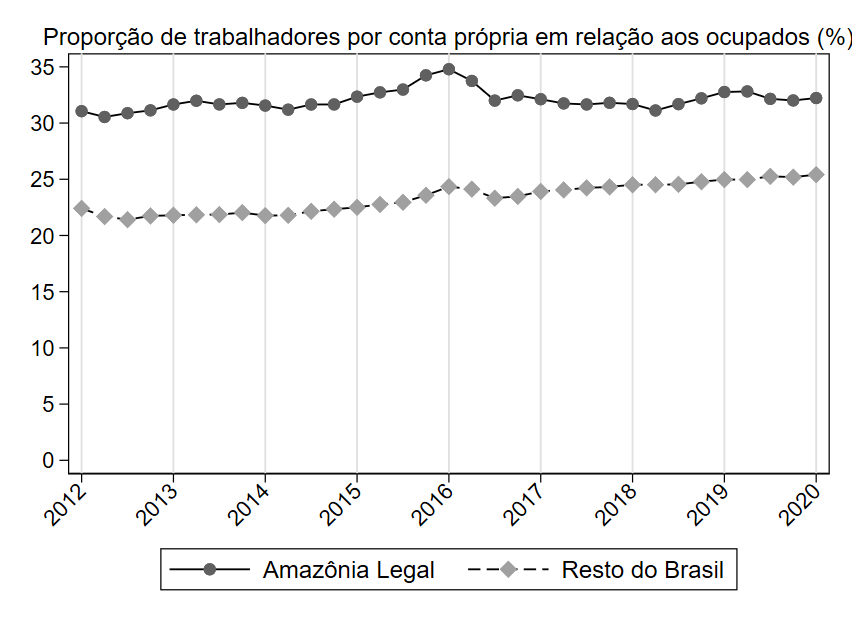 Proporção de trabalhadores por conta própria em relação aos ocupados (%)
35
30
25
20
15
10
5
0
2012 2013 2014 2015 2016 2017 2018 2019 2020
Amazônia Legal Resto do Brasil